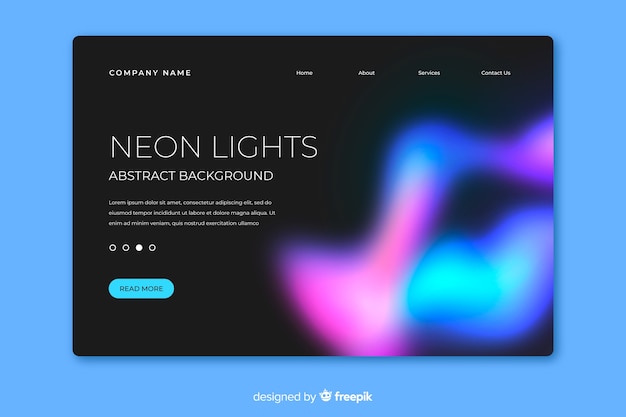 COMPANY NAME Home About Services Contact Us
NEON LIGHTS
ABSTRACT BACKGROUND
Lorem ipsum dolor sit amet, consectetur adipiscing elit,
sed do eiusmod tempor incididunt ut labore et dolore
magna aliqua. Ut enim ad minim veniam, quis nostrud
exercitation ullamco
READ MORE
designed by freepik